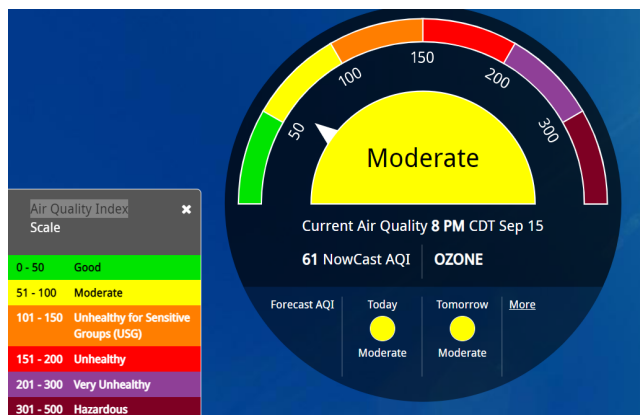 50
100
150
200
300
Moderate
Current Air Quality 8 PM CDT Sep 15
61 NowCast AQI OZONE
Forecast AQI Today Tomorrow More
Moderate Moderate
Air Quality Index ✖
Scale
0 - 50 Good
51 - 100 Moderate
101 - 150 Unhealthy for Sensitive
Groups (USG)
151 - 200 Unhealthy
201 - 300 Very Unhealthy
301 - 500 Hazardous